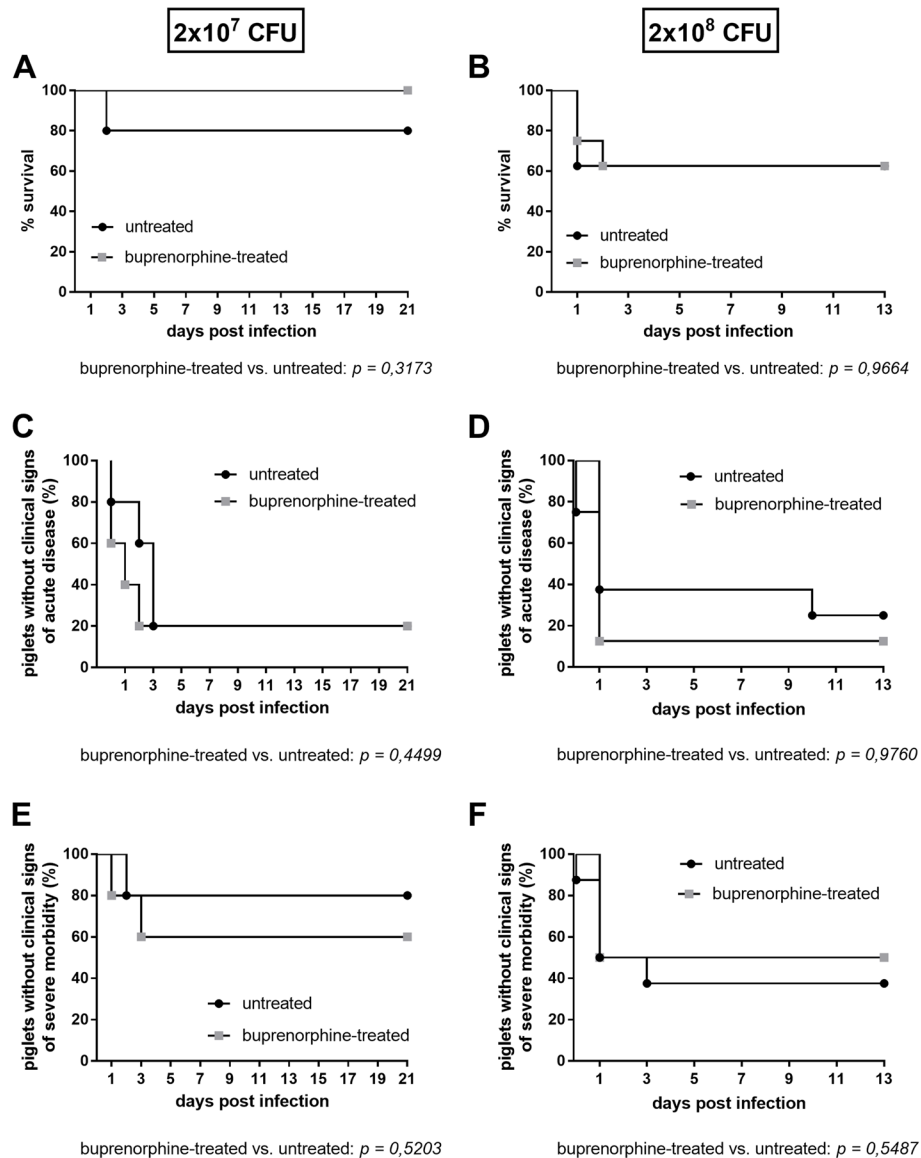 2x10⁷ CFU
2x10⁸ CFU
A
% survival
100
80
60
40
20
0
untreated
buprenorphine-treated
1 3 5 7 9 11 13 15 17 19 21
days post infection
buprenorphine-treated vs. untreated: p = 0,3173
B
% survival
100
80
60
40
20
0
untreated
buprenorphine-treated
1 3 5 7 9 11 13
days post infection
buprenorphine-treated vs. untreated: p = 0,9664
C
piglets without clinical signs
of acute disease (%)
100
80
60
40
20
0
untreated
buprenorphine-treated
1 3 5 7 9 11 13 15 17 19 21
days post infection
buprenorphine-treated vs. untreated: p = 0,4499
D
piglets without clinical signs
of acute disease (%)
100
80
60
40
20
0
untreated
buprenorphine-treated
1 3 5 7 9 11 13
days post infection
buprenorphine-treated vs. untreated: p = 0,9760
E
piglets without clinical signs
of severe morbidity (%)
100
80
60
40
20
0
untreated
buprenorphine-treated
1 3 5 7 9 11 13 15 17 19 21
days post infection
buprenorphine-treated vs. untreated: p = 0,5203
F
piglets without clinical signs
of severe morbidity (%)
100
80
60
40
20
0
untreated
buprenorphine-treated
1 3 5 7 9 11 13
days post infection
buprenorphine-treated vs. untreated: p = 0,5487